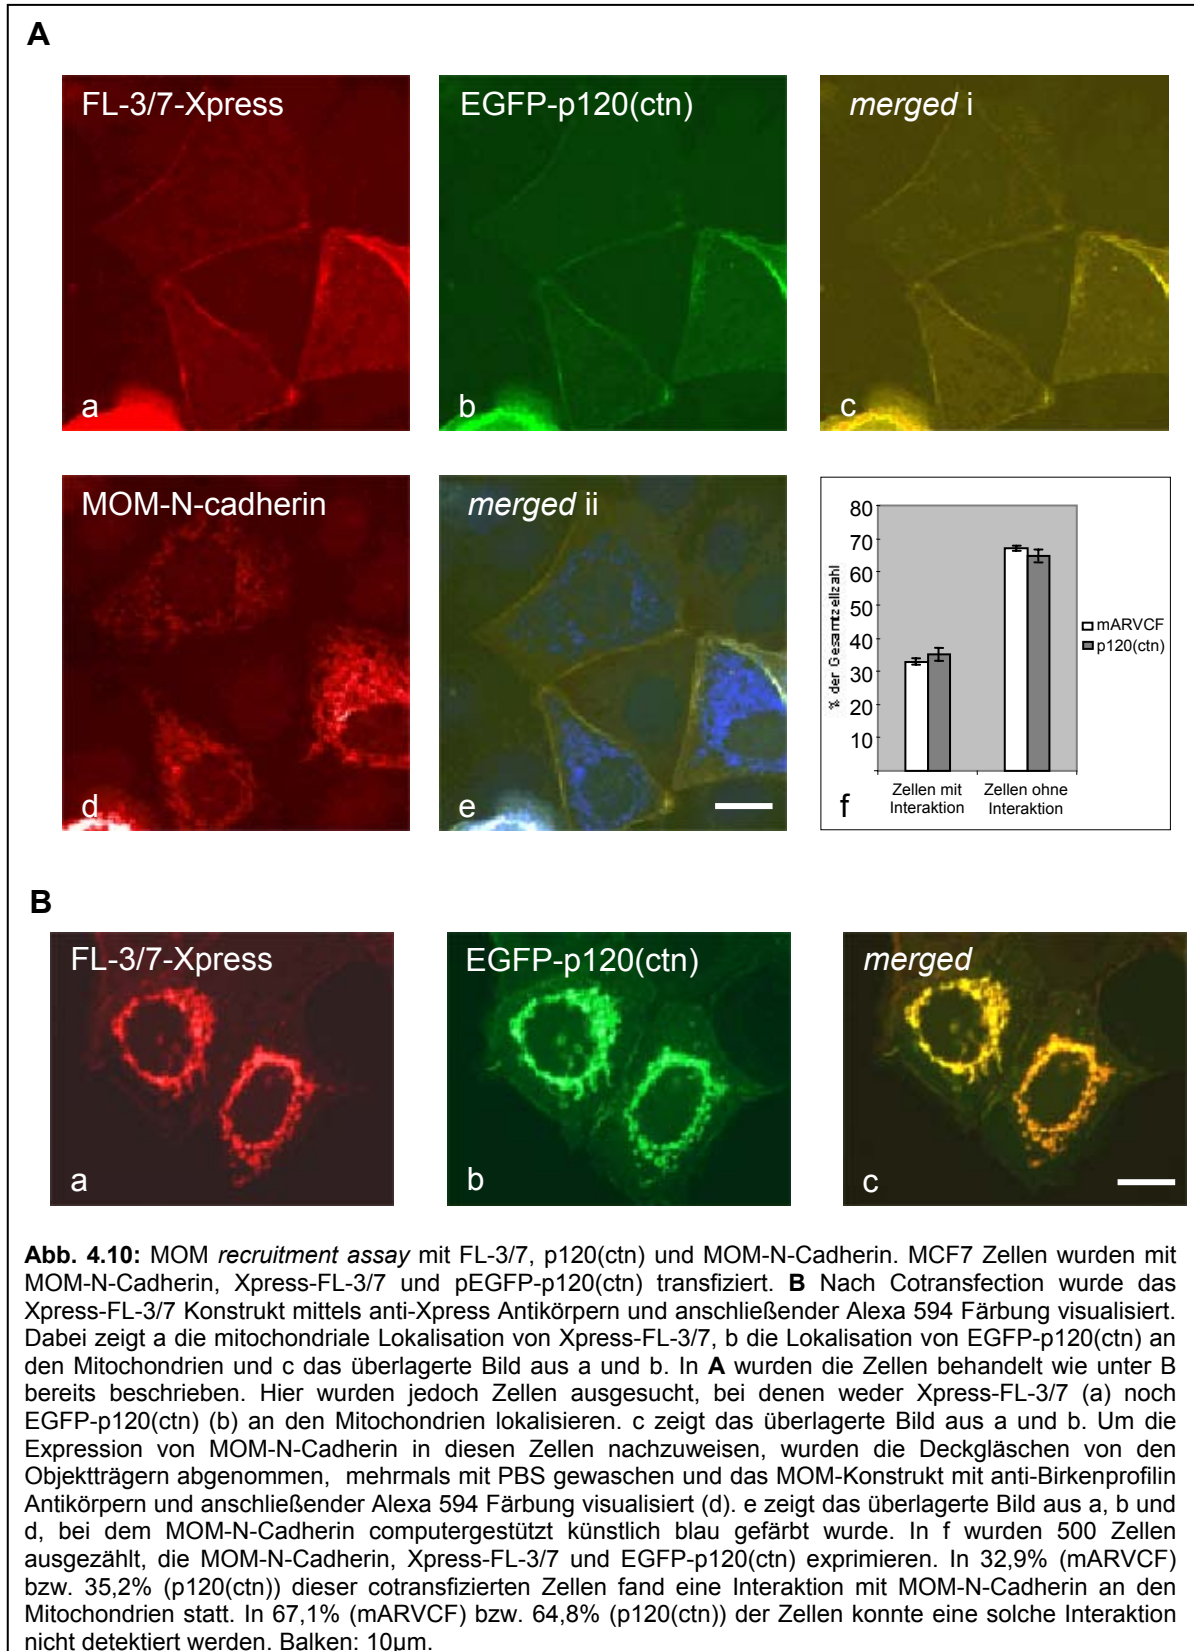 A
FL-3/7-Xpress
EGFP-p120(ctn)
merged i
a
b
c
MOM-N-cadherin
merged ii
d
e
80
70
60
50
40
30
20
10
% der Gesamtzellzahl
mARVCF
p120(ctn)
Zellen mit
Interaktion
Zellen ohne
Interaktion
f
B
FL-3/7-Xpress
EGFP-p120(ctn)
merged
a
b
c
Abb. 4.10: MOM recruitment assay mit FL-3/7, p120(ctn) und MOM-N-Cadherin. MCF7 Zellen wurden mit
MOM-N-Cadherin, Xpress-FL-3/7 und pEGFP-p120(ctn) transfiziert. B Nach Cotransfection wurde das
Xpress-FL-3/7 Konstrukt mittels anti-Xpress Antikörpern und anschließender Alexa 594 Färbung visualisiert.
Dabei zeigt a die mitochondriale Lokalisation von Xpress-FL-3/7, b die Lokalisation von EGFP-p120(ctn) an
den Mitochondrien und c das überlagerte Bild aus a und b. In A wurden die Zellen behandelt wie unter B
bereits beschrieben. Hier wurden jedoch Zellen ausgesucht, bei denen weder Xpress-FL-3/7 (a) noch
EGFP-p120(ctn) (b) an den Mitochondrien lokalisieren. c zeigt das überlagerte Bild aus a und b. Um die
Expression von MOM-N-Cadherin in diesen Zellen nachzuweisen, wurden die Deckgläschen von den
Objektträgern abgenommen, mehrmals mit PBS gewaschen und das MOM-Konstrukt mit anti-Birkenprofilin
Antikörpern und anschließender Alexa 594 Färbung visualisiert (d). e zeigt das überlagerte Bild aus a, b und
d, bei dem MOM-N-Cadherin computergestützt künstlich blau gefärbt wurde. In f wurden 500 Zellen
ausgezählt, die MOM-N-Cadherin, Xpress-FL-3/7 und EGFP-p120(ctn) exprimieren. In 32,9% (mARVCF)
bzw. 35,2% (p120(ctn)) dieser cotransfizierten Zellen fand eine Interaktion mit MOM-N-Cadherin an den
Mitochondrien statt. In 67,1% (mARVCF) bzw. 64,8% (p120(ctn)) der Zellen konnte eine solche Interaktion
nicht detektiert werden. Balken: 10µm.